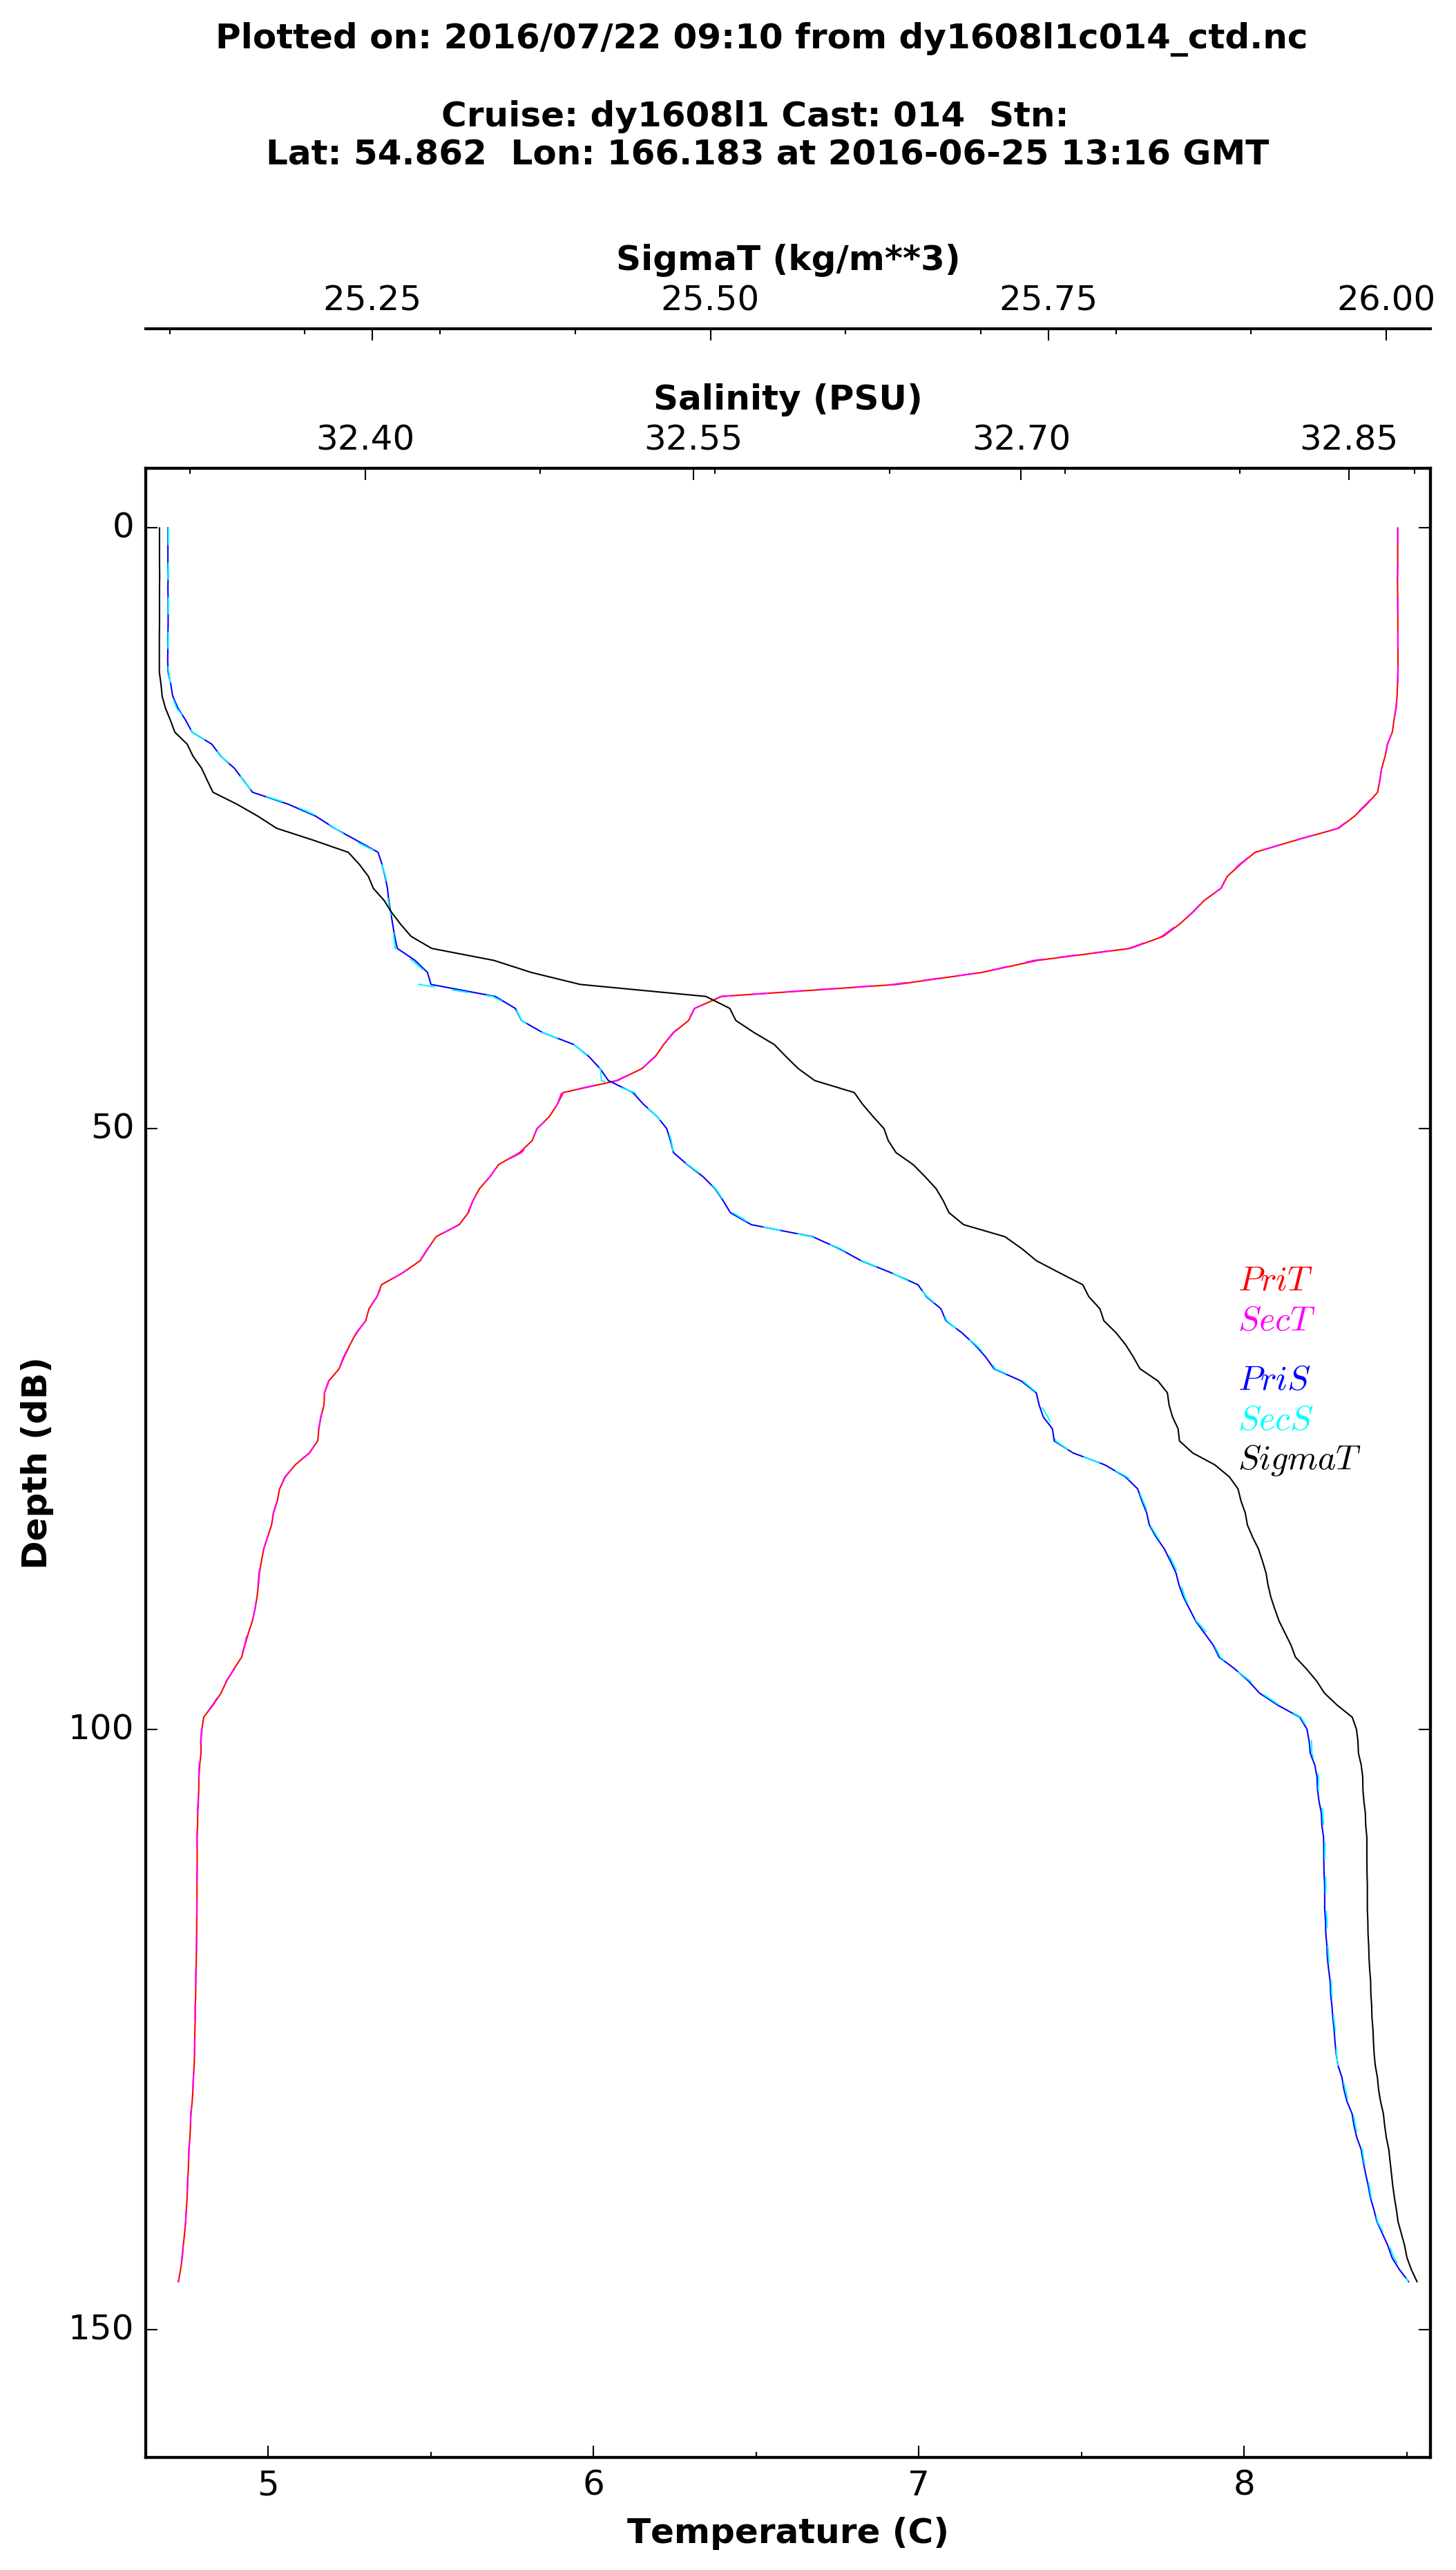 Plotted on: 2016/07/22 09:10 from dy1608l1c014_ctd.nc
Cruise: dy1608l1 Cast: 014  Stn:
Lat: 54.862  Lon: 166.183 at 2016-06-25 13:16 GMT
SigmaT (kg/m**3)
25.25 25.50 25.75 26.00
Salinity (PSU)
32.40 32.55 32.70 32.85
0
50
100
150
Depth (dB)
PriT
SecT
PriS
SecS
SigmaT
5 6 7 8
Temperature (C)